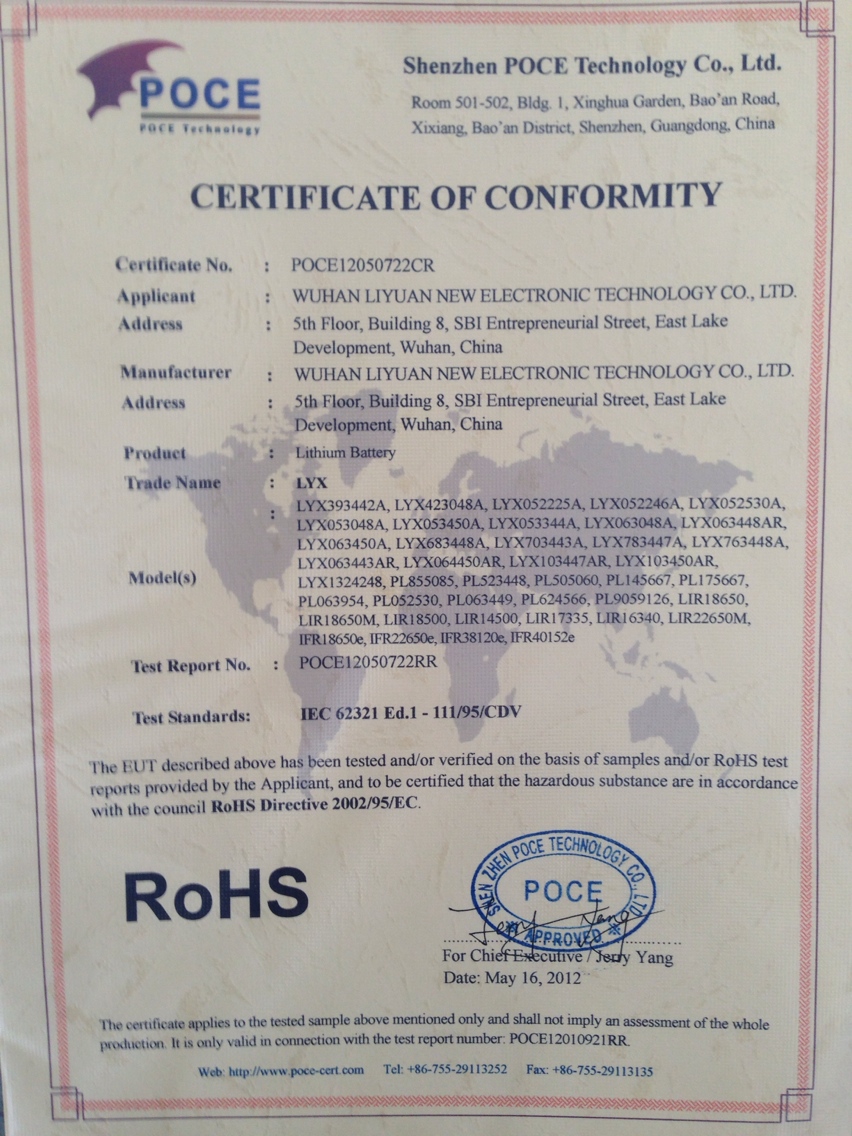 POCE
POCE Technology
Shenzhen POCE Technology Co., Ltd.
Room 501-502, Bldg. 1, Xinghua Garden, Bao'an Road,
Xixiang, Bao'an District, Shenzhen, Guangdong, China
CERTIFICATE OF CONFORMITY
Certificate No. : POCE12050722CR
Applicant : WUHAN LIYUAN NEW ELECTRONIC TECHNOLOGY CO., LTD.
Address : 5th Floor, Building 8, SBI Entrepreneurial Street, East Lake
Development, Wuhan, China
Manufacturer : WUHAN LIYUAN NEW ELECTRONIC TECHNOLOGY CO., LTD.
Address : 5th Floor, Building 8, SBI Entrepreneurial Street, East Lake
Development, Wuhan, China
Product : Lithium Battery
Trade Name : LYX
: LYX393442A, LYX423048A, LYX052225A, LYX052246A, LYX052530A,
LYX053048A, LYX053450A, LYX053344A, LYX063048A, LYX063448AR,
LYX063450A, LYX683448A, LYX703443A, LYX783447A, LYX763448A,
LYX063443AR, LYX064450AR, LYX103447AR, LYX103450AR,
Model(s) LYX1324248, PL855085, PL523448, PL505060, PL145667, PL175667,
PL063954, PL052530, PL063449, PL624566, PL9059126, LIR18650,
LIR18650M, LIR18500, LIR14500, LIR17335, LIR16340, LIR22650M,
IFR18650e, IFR22650e, IFR38120e, IFR40152e
Test Report No. : POCE12050722RR
Test Standards: IEC 62321 Ed.1 - 111/95/CDV
The EUT described above has been tested and/or verified on the basis of samples and/or RoHS test
reports provided by the Applicant, and to be certified that the hazardous substance are in accordance
with the council RoHS Directive 2002/95/EC.
RoHS
SHEN ZHEN POCE TECHNOLOGY CO., LTD
POCE
APPROVED
Jerry Yang
For Chief Executive / Jerry Yang
Date: May 16, 2012
The certificate applies to the tested sample above mentioned only and shall not imply an assessment of the whole
production. It is only valid in connection with the test report number: POCE12010921RR.
Web: http://www.poce-cert.com Tel: +86-755-29113252 Fax: +86-755-29113135